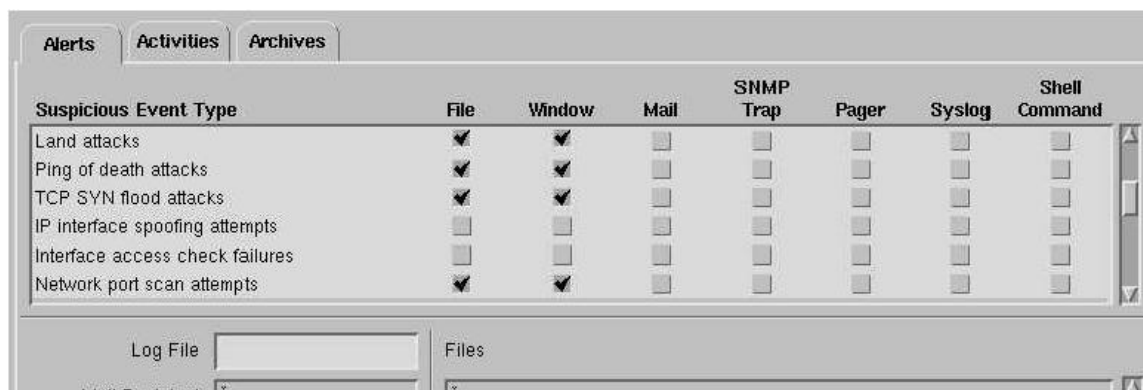 Alerts Activities Archives
SNMP Shell
Suspicious Event Type File Window Mail Trap Pager Syslog Command
Land attacks
Ping of death attacks
TCP SYN flood attacks
IP interface spoofing attempts
Interface access check failures
Network port scan attempts
Log File Files